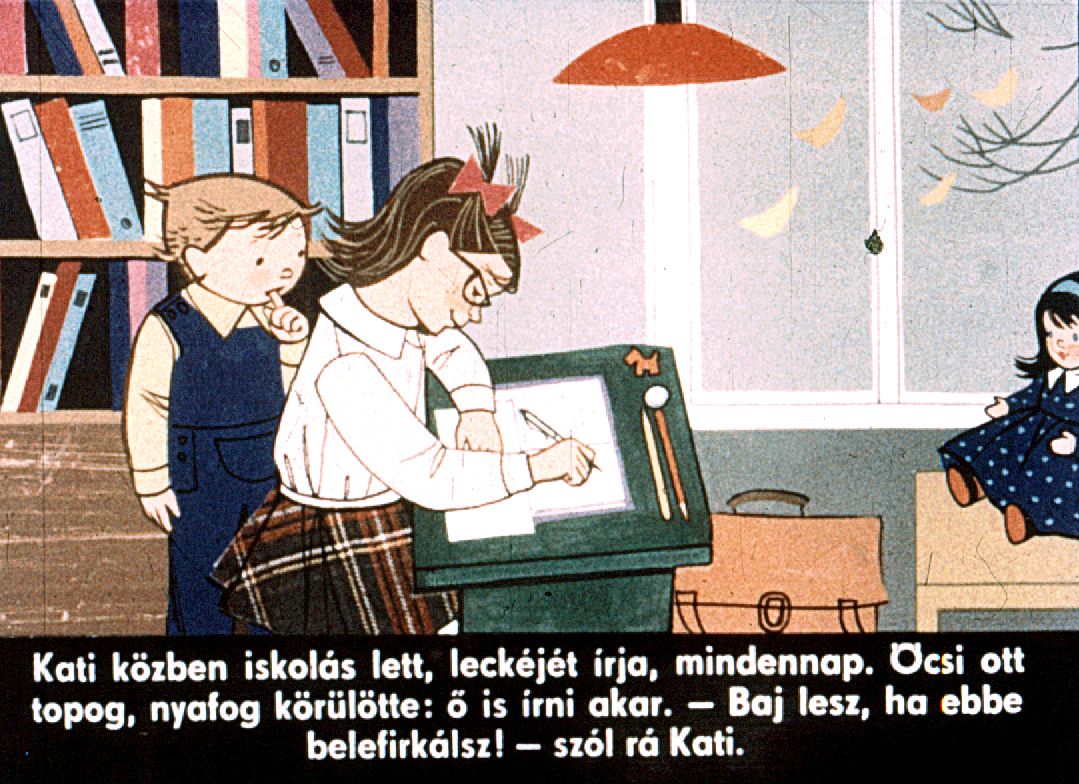 Kati közben iskolás lett, leckéjét írja, mindennap. Öcsi ott
topog, nyafog körülötte: ő is írni akar. — Baj lesz, ha ebbe
belefirkálsz! — szól rá Kati.